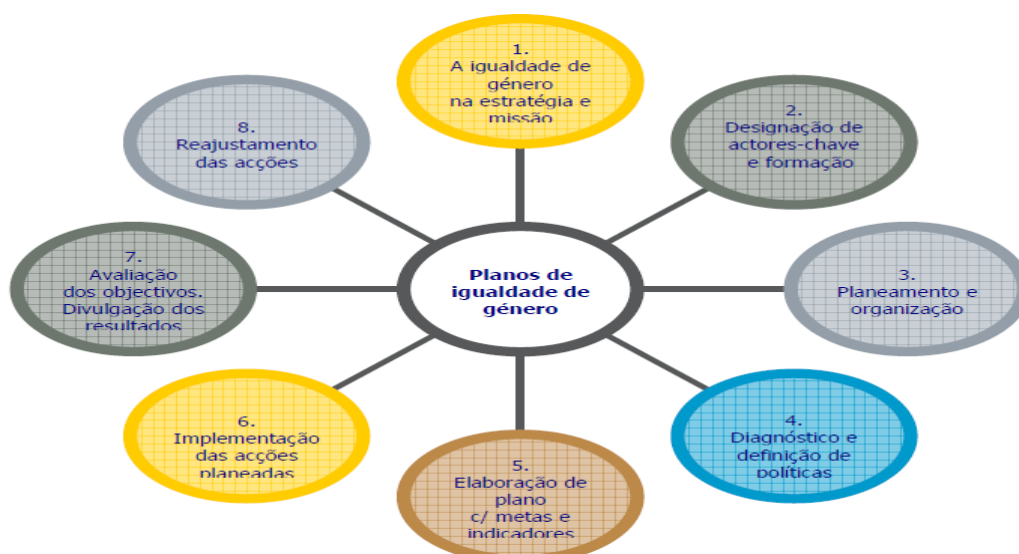 1.
A igualdade de
género
na estratégia e
missão
2.
Designação de
actores-chave
e formação
3.
Planeamento e
organização
4.
Diagnóstico e
definição de
políticas
5.
Elaboração de
plano
c/ metas e
indicadores
6.
Implementação
das acções
planeadas
7.
Avaliação
dos objectivos.
Divulgação dos
resultados
8.
Reajustamento
das acções
Planos de
igualdade de
género